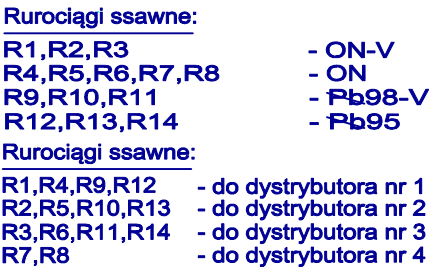 Rurociągi ssawne:
R1,R2,R3 - ON-V
R4,R5,R6,R7,R8 - ON
R9,R10,R11 - Pb98-V
R12,R13,R14 - Pb95
Rurociągi ssawne:
R1,R4,R9,R12 - do dystrybutora nr 1
R2,R5,R10,R13 - do dystrybutora nr 2
R3,R6,R11,R14 - do dystrybutora nr 3
R7,R8 - do dystrybutora nr 4